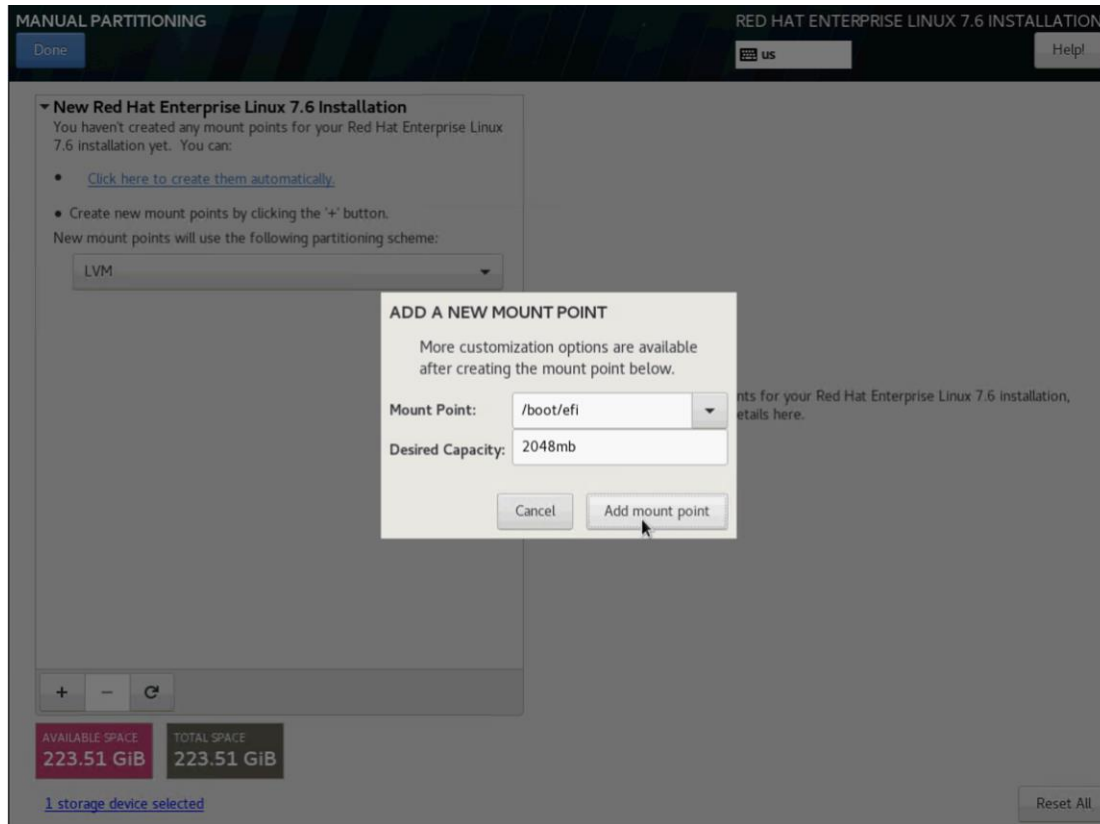 MANUAL PARTITIONING
RED HAT ENTERPRISE LINUX 7.6 INSTALLATION
Done
us
Help!
New Red Hat Enterprise Linux 7.6 Installation
You haven't created any mount points for your Red Hat Enterprise Linux
7.6 installation yet. You can:
• Click here to create them automatically.
• Create new mount points by clicking the '+' button.
New mount points will use the following partitioning scheme:
LVM
ADD A NEW MOUNT POINT
More customization options are available
after creating the mount point below.
Mount Point: /boot/efi
Desired Capacity: 2048mb
Cancel Add mount point
nts for your Red Hat Enterprise Linux 7.6 installation,
etails here.
+ −
AVAILABLE SPACE
223.51 GiB
TOTAL SPACE
223.51 GiB
1 storage device selected
Reset All